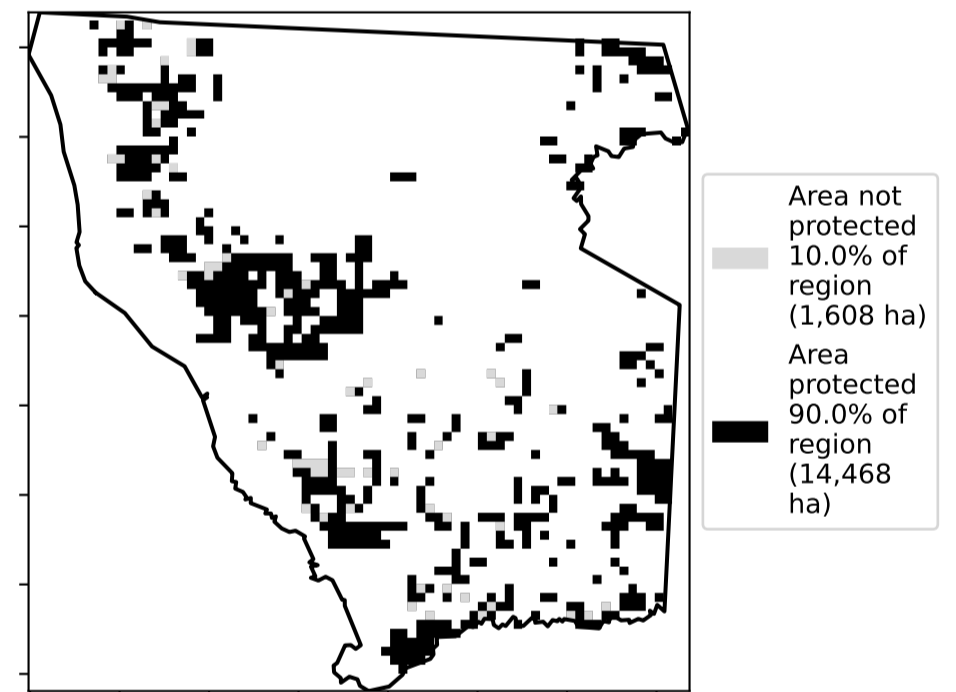 Area not
protected
10.0% of
region
(1,608 ha)
Area
protected
90.0% of
region
(14,468
ha)